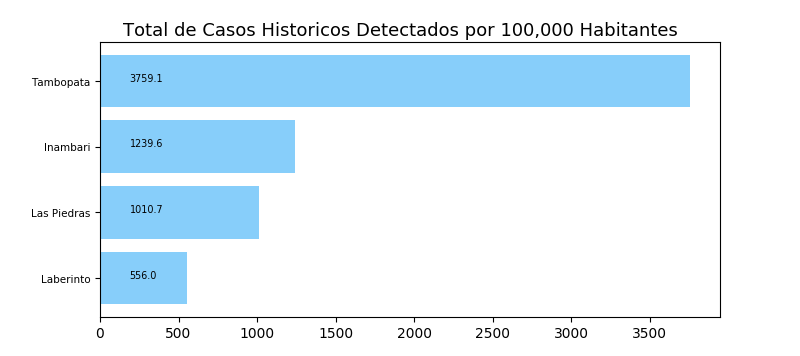 Total de Casos Historicos Detectados por 100,000 Habitantes
Tambopata 3759.1
Inambari 1239.6
Las Piedras 1010.7
Laberinto 556.0
0 500 1000 1500 2000 2500 3000 3500